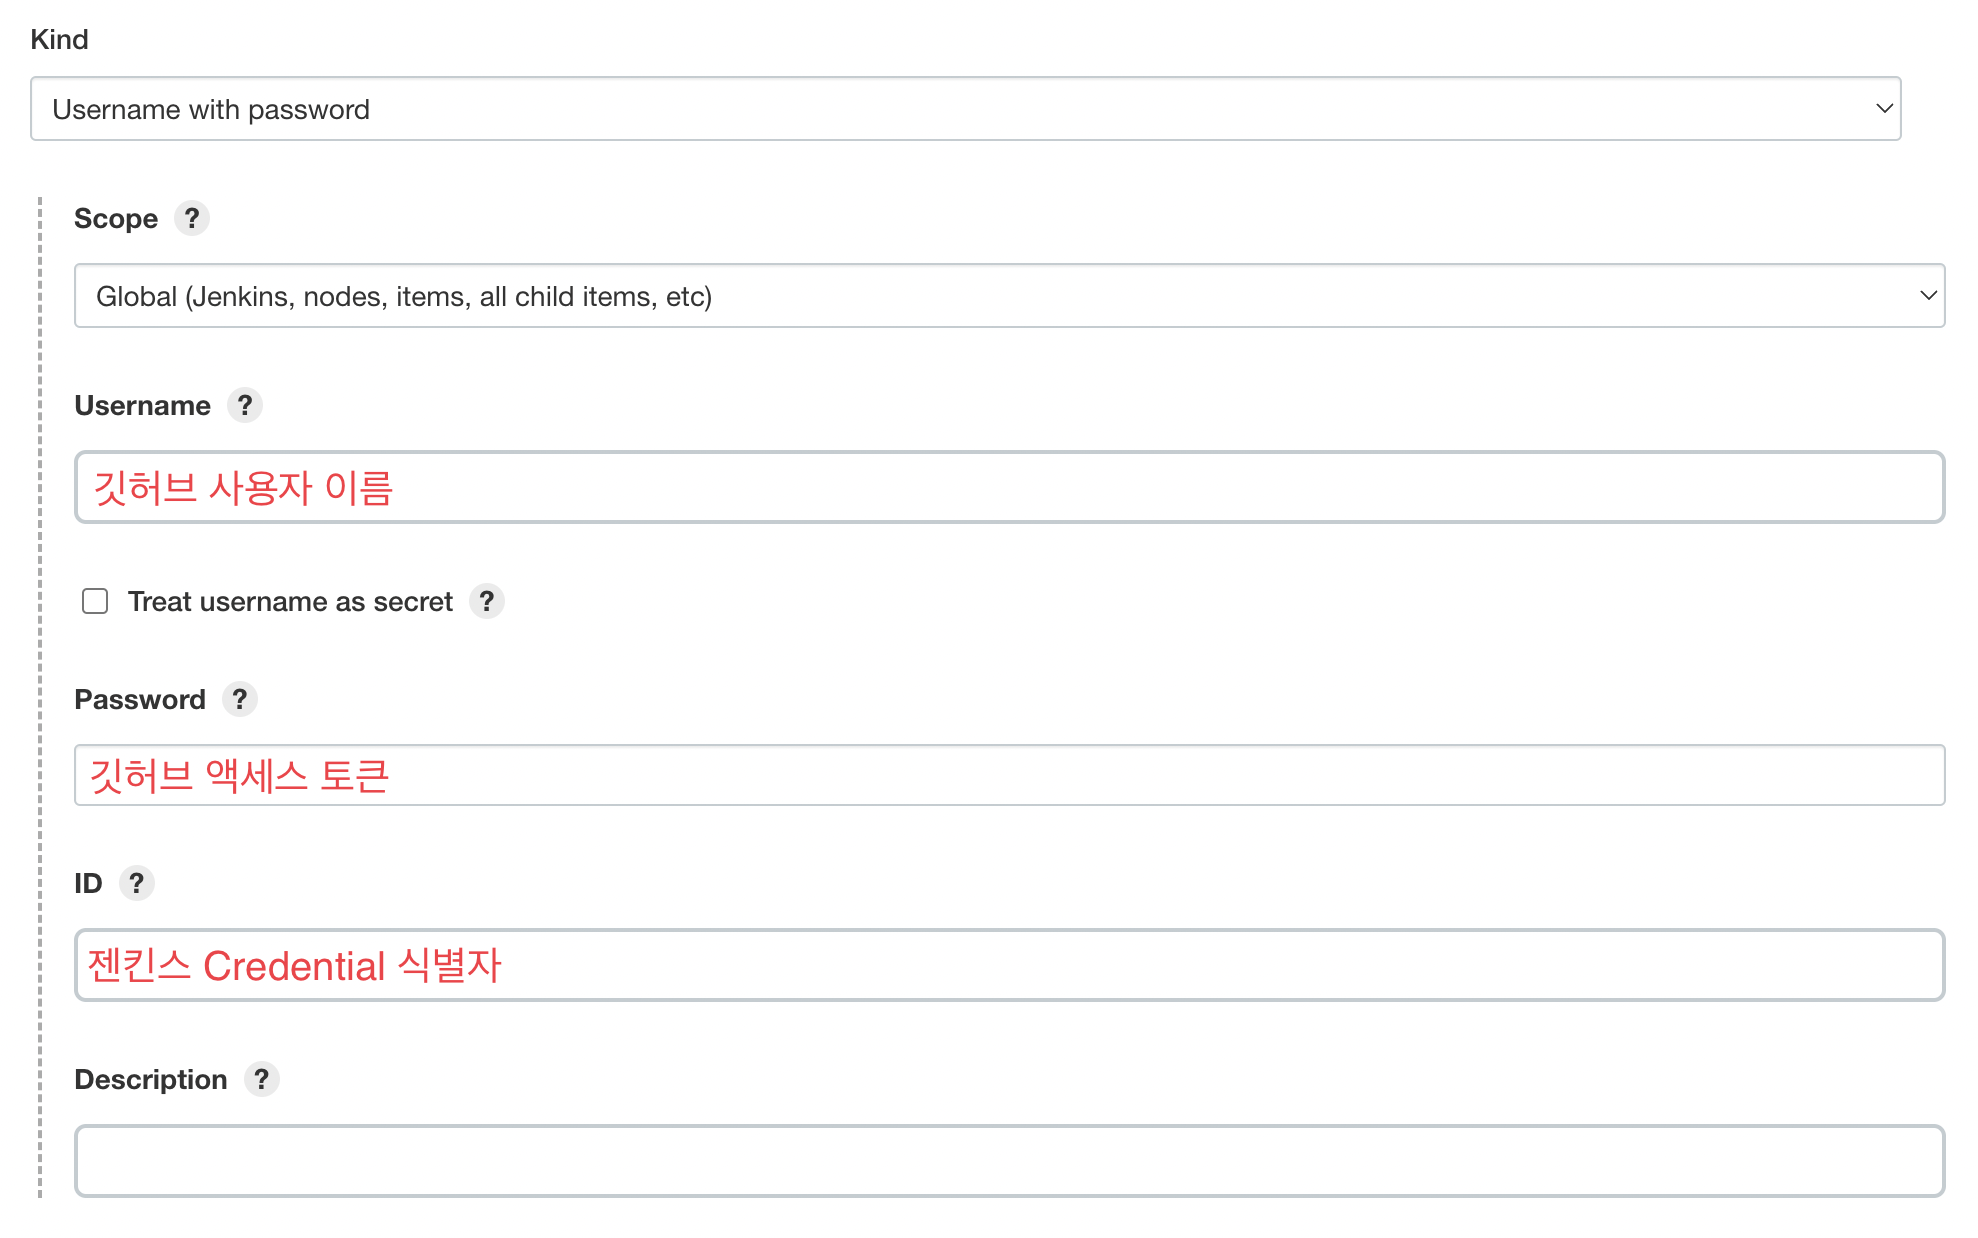 Kind
Username with password
Scope ?
Global (Jenkins, nodes, items, all child items, etc)
Username ?
깃허브 사용자 이름
Treat username as secret ?
Password ?
깃허브 액세스 토큰
ID ?
젠킨스 Credential 식별자
Description ?